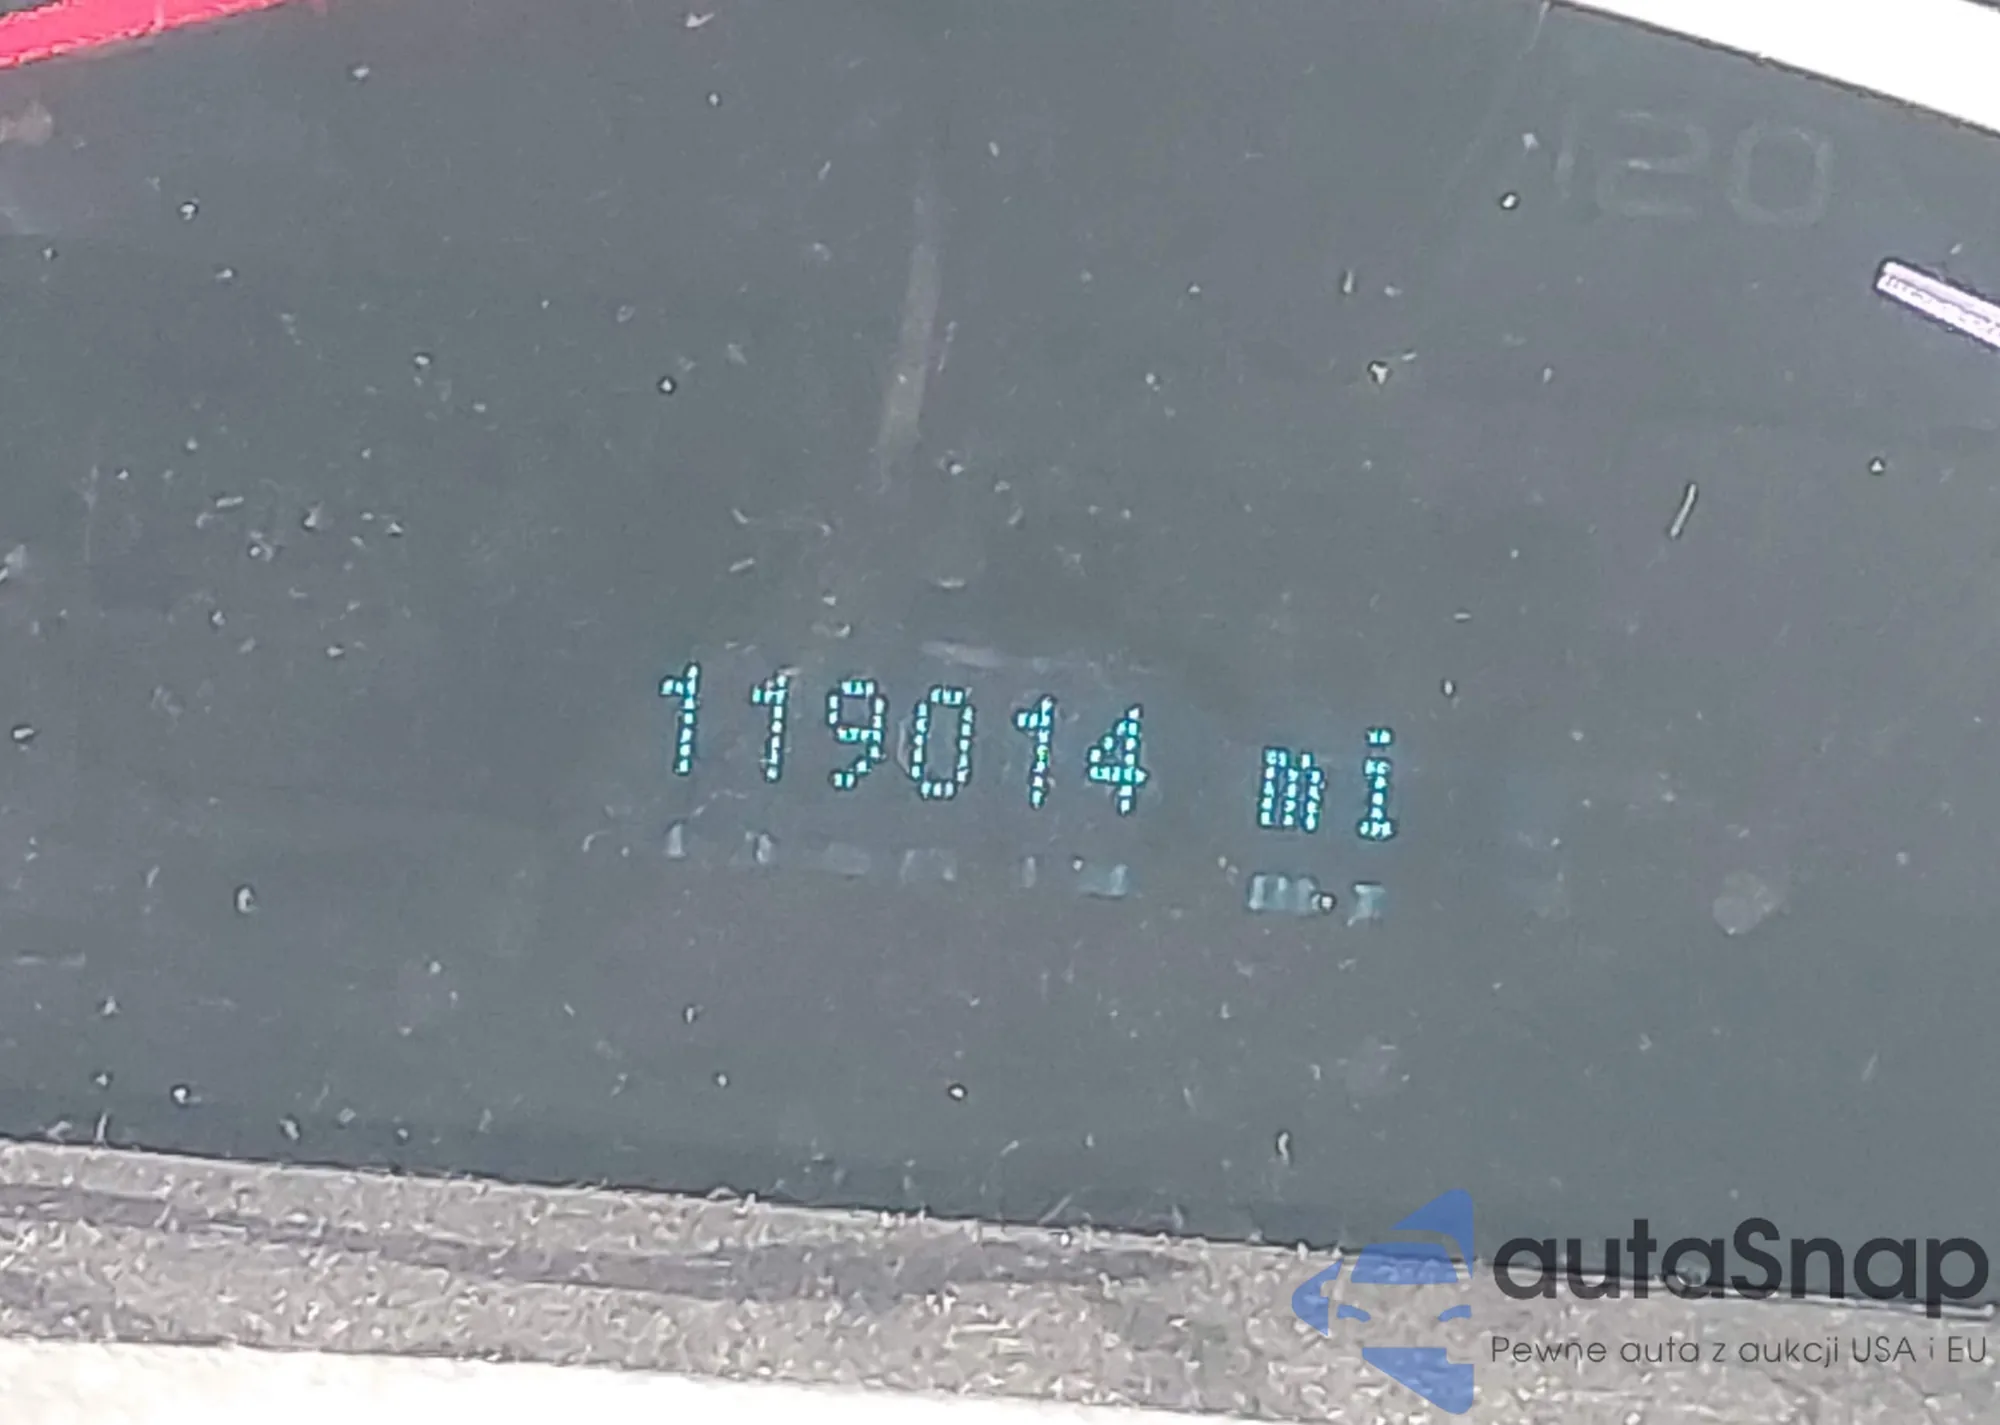 120
119014 mi
autaSnap
Pewne auta z aukcji USA i EU